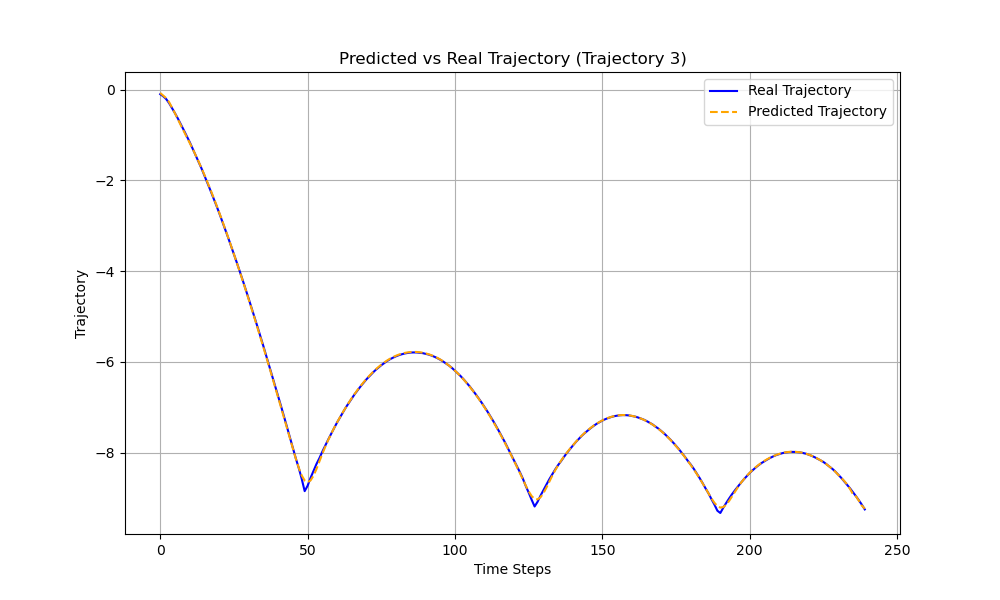 Predicted vs Real Trajectory (Trajectory 3)
Real Trajectory
Predicted Trajectory
Trajectory
0
−2
−4
−6
−8
0 50 100 150 200 250
Time Steps